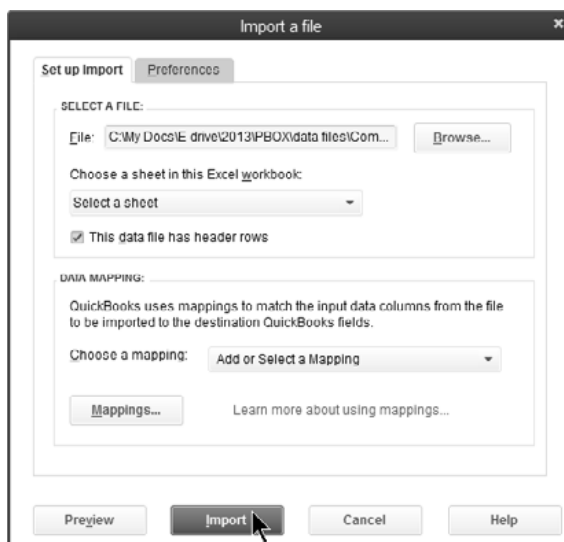 Import a file
Set up Import
Preferences
SELECT A FILE:
File:
C:\My Docs\E drive\2013\PBOX\data files\Com...
Browse...
Choose a sheet in this Excel workbook:
Select a sheet
This data file has header rows
DATA MAPPING:
QuickBooks uses mappings to match the input data columns from the file
to be imported to the destination QuickBooks fields.
Choose a mapping:
Add or Select a Mapping
Mappings...
Learn more about using mappings...
Preview
Import
Cancel
Help